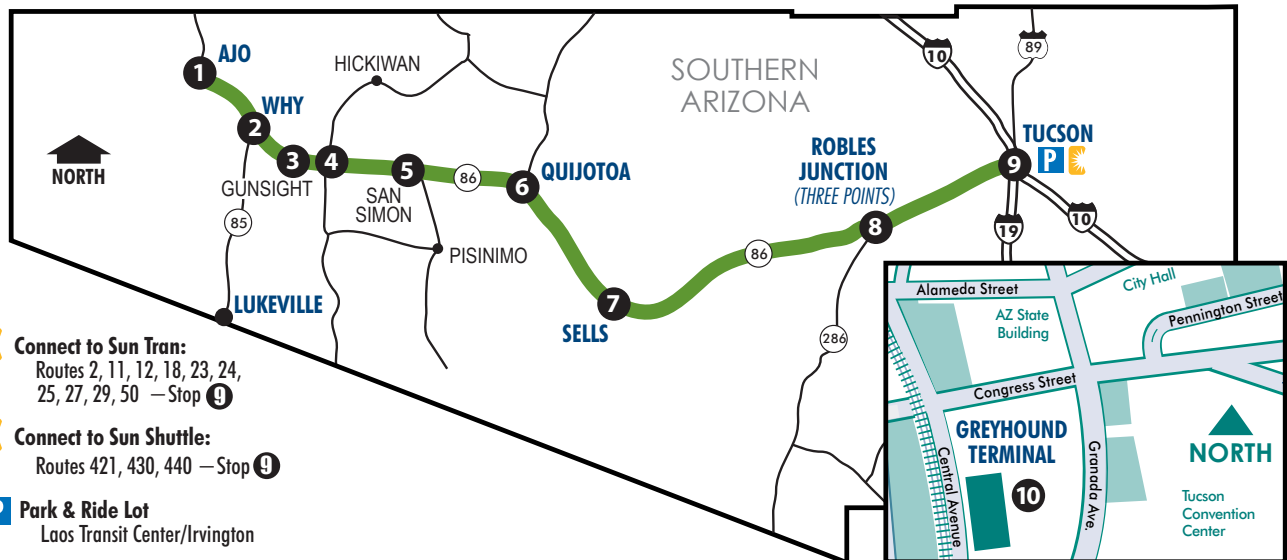 AJO
1
WHY
2
3
GUNSIGHT
4
HICKIWAN
5
SAN
SIMON
86
6
QUIJOTOA
PISINIMO
NORTH
85
LUKEVILLE
7
SELLS
86
SOUTHERN
ARIZONA
ROBLES
JUNCTION
(THREE POINTS)
8
286
10
89
TUCSON
9
P
19
10
Connect to Sun Tran:
Routes 2, 11, 12, 18, 23, 24,
25, 27, 29, 50 – Stop 9
Connect to Sun Shuttle:
Routes 421, 430, 440 – Stop 9
P Park & Ride Lot
Laos Transit Center/Irvington
Alameda Street
City Hall
AZ State
Building
Pennington Street
Congress Street
GREYHOUND
TERMINAL
10
Central Avenue
Granada Ave.
NORTH
Tucson
Convention
Center